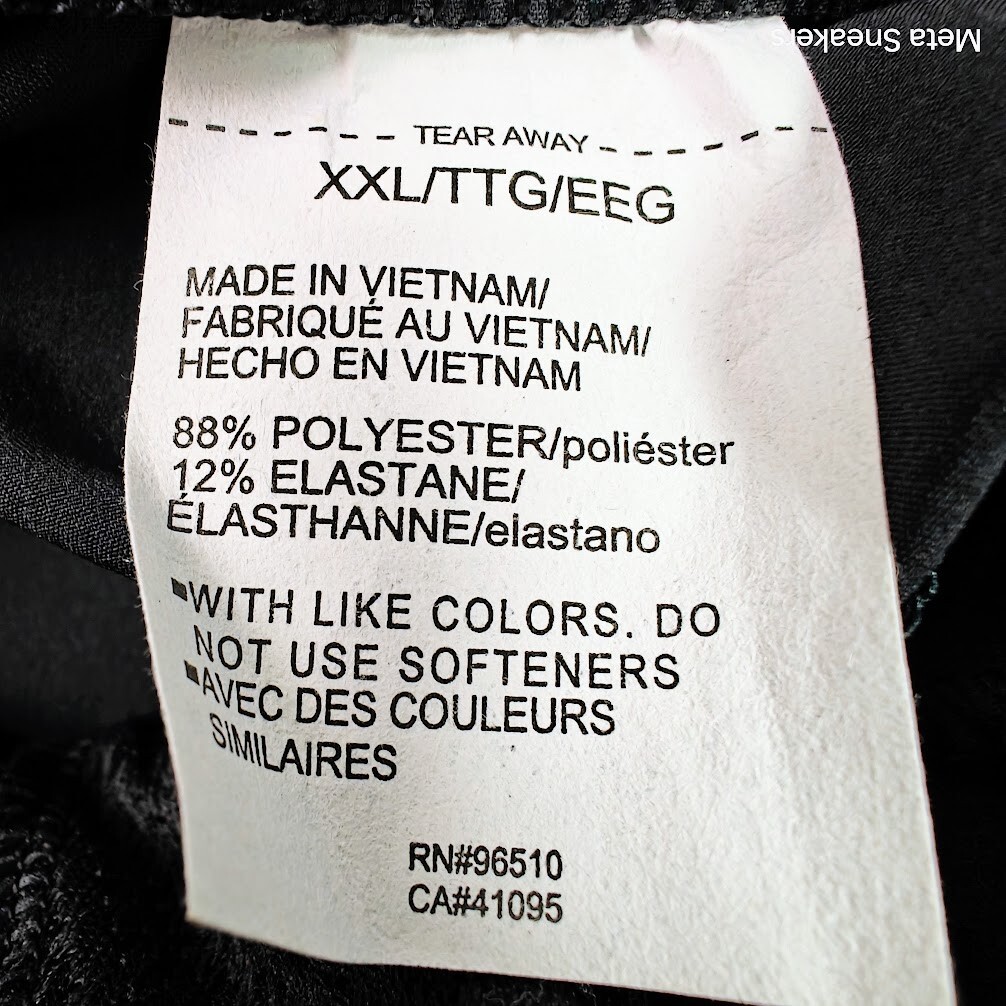 Meta Sneakers
TEAR AWAY
XXL/TTG/EEG
MADE IN VIETNAM/
FABRIQUÉ AU VIETNAM/
HECHO EN VIETNAM
88% POLYESTER/poliéster
12% ELASTANE/
ÉLASTHANNE/elastano
▪WITH LIKE COLORS. DO
NOT USE SOFTENERS
▪AVEC DES COULEURS
SIMILAIRES
RN#96510
CA#41095